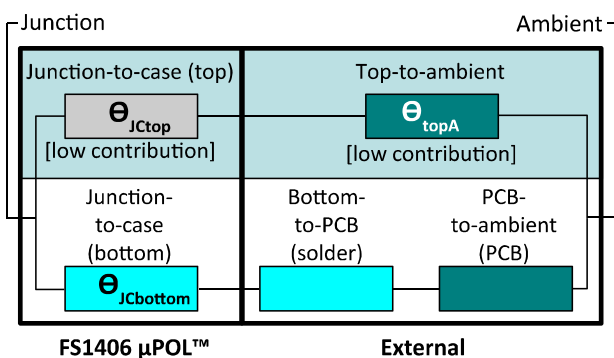 Junction
Ambient
Junction-to-case (top)
Top-to-ambient
ϴJCtop
ϴtopA
[low contribution]
[low contribution]
Junction-
to-case
(bottom)
Bottom-
to-PCB
(solder)
PCB-
to-ambient
(PCB)
ϴJCbottom
FS1406 µPOL™
External